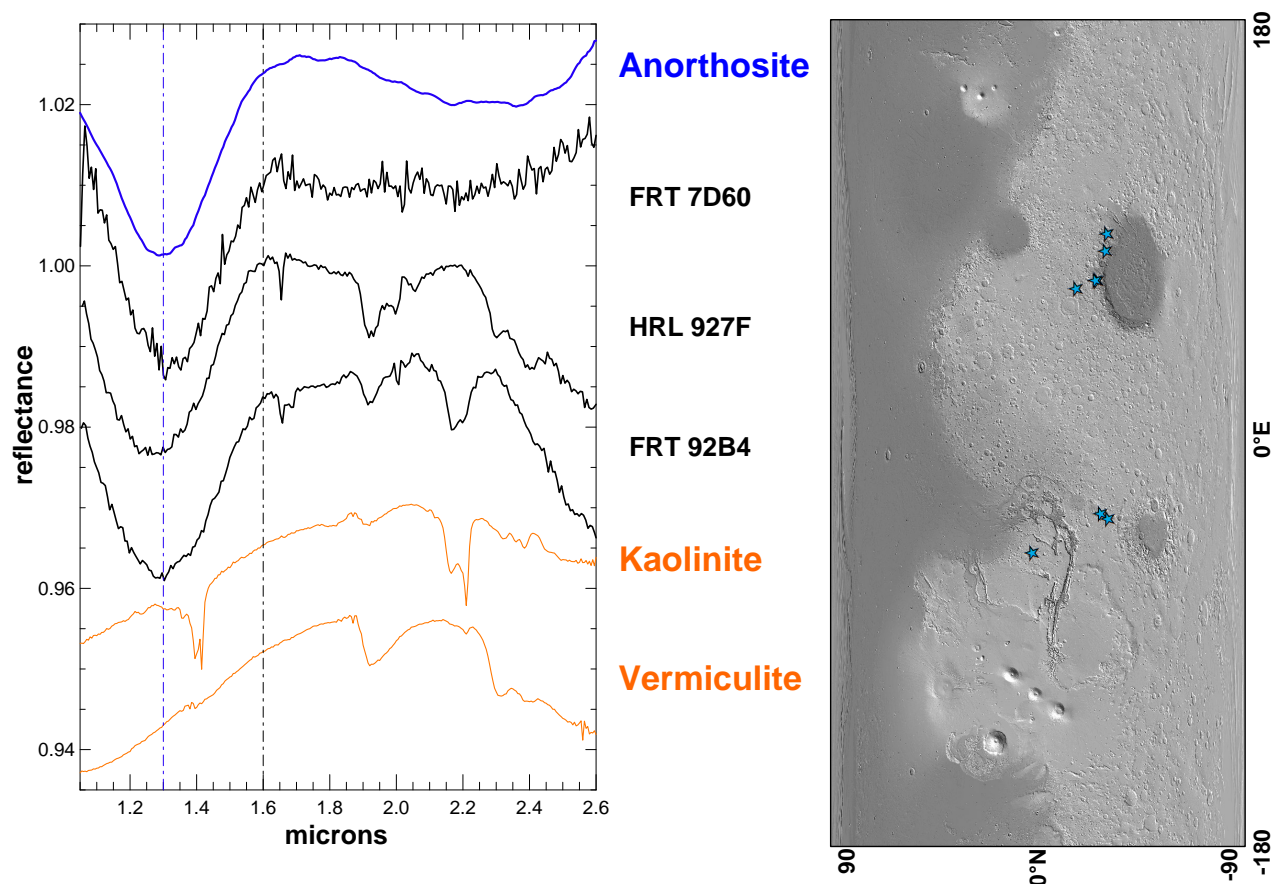 Anorthosite
FRT 7D60
HRL 927F
FRT 92B4
Kaolinite
Vermiculite
reflectance
1.02
1.00
0.98
0.96
0.94
1.2
1.4
1.6
1.8
2.0
2.2
2.4
2.6
microns
180
0°E
-180
90
0°N
-90